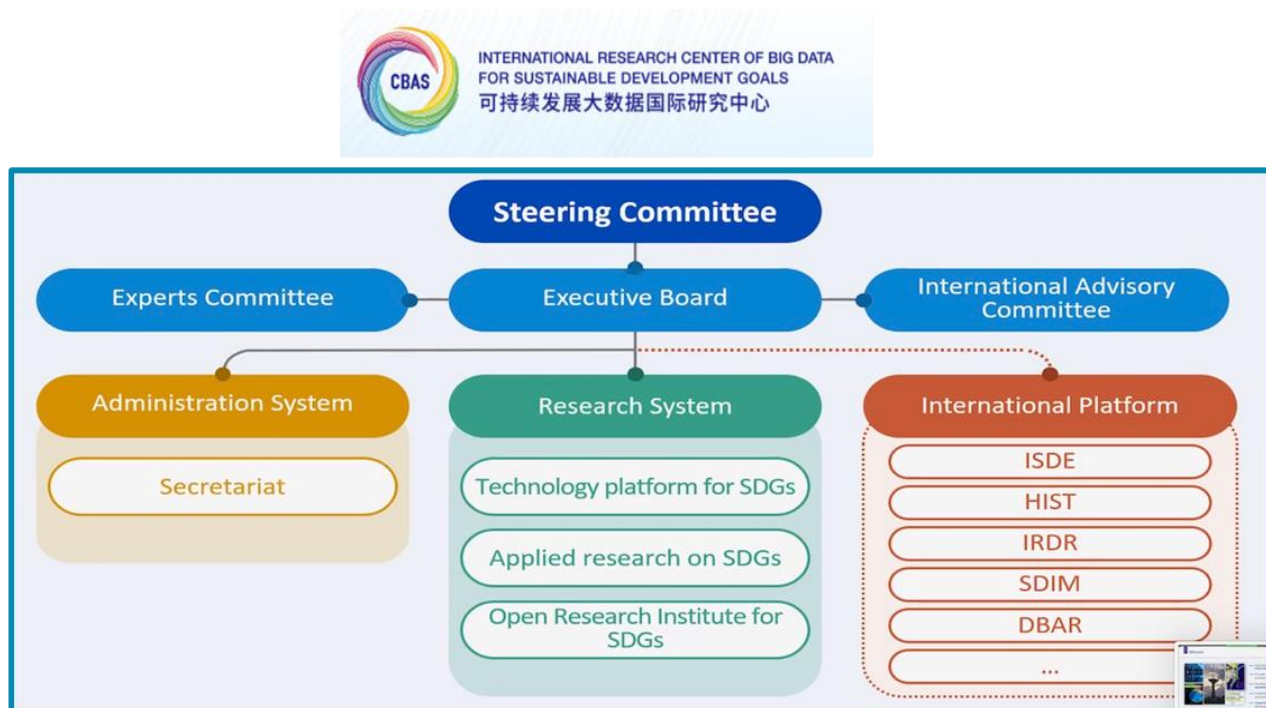 CBAS
INTERNATIONAL RESEARCH CENTER OF BIG DATA
FOR SUSTAINABLE DEVELOPMENT GOALS
可持续发展大数据国际研究中心
Steering Committee
Experts Committee
Executive Board
International Advisory
Committee
Administration System
Research System
International Platform
Secretariat
Technology platform for SDGs
Applied research on SDGs
Open Research Institute for
SDGs
ISDE
HIST
IRDR
SDIM
DBAR
...